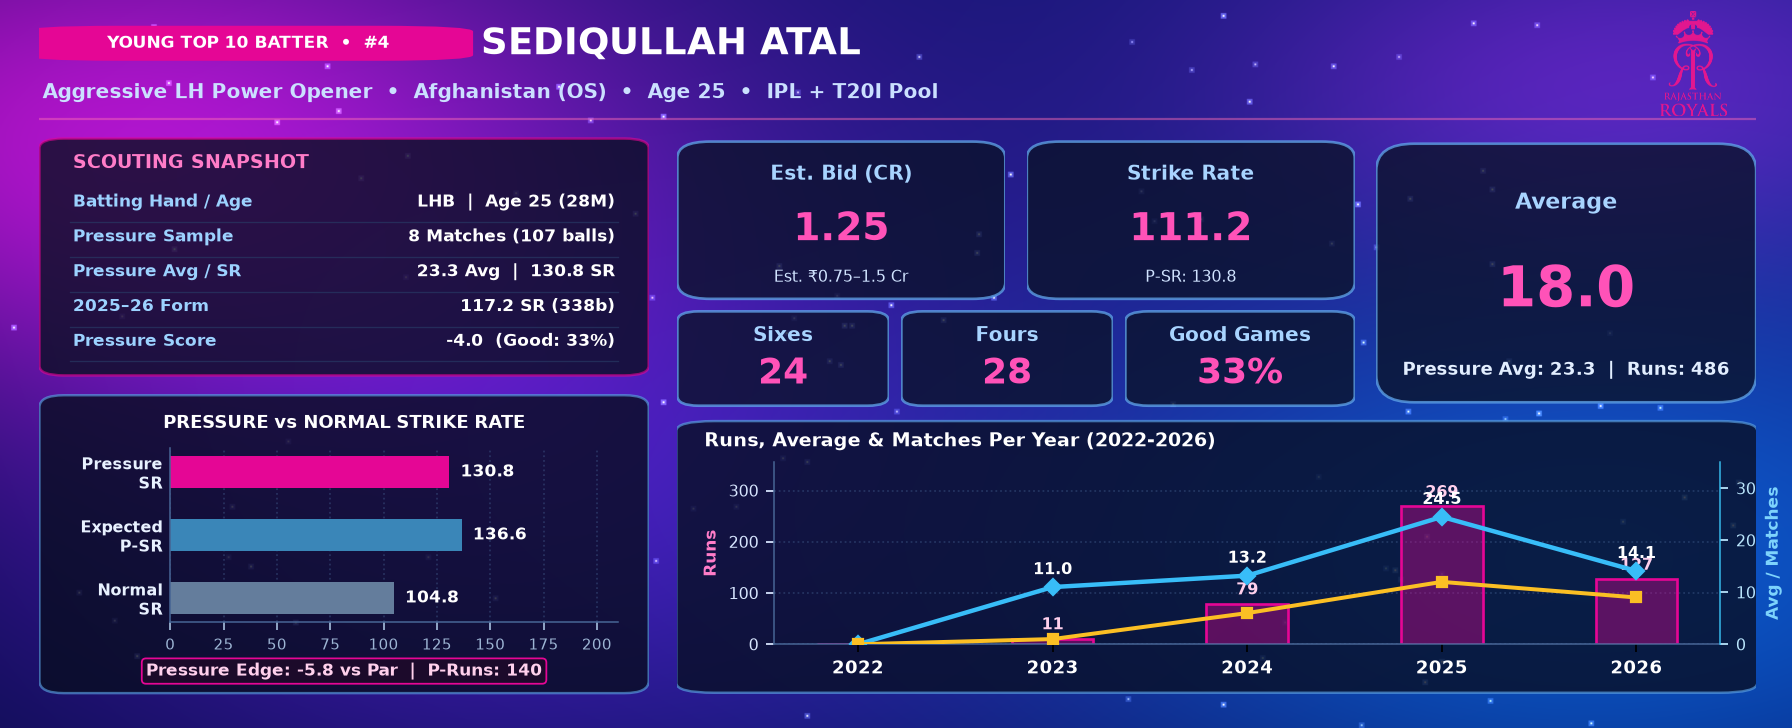 YOUNG TOP 10 BATTER • #4
SEDIQULLAH ATAL
Aggressive LH Power Opener • Afghanistan (OS) • Age 25 • IPL + T20I Pool
RAJASTHAN
ROYALS
SCOUTING SNAPSHOT
Batting Hand / Age LHB | Age 25 (28M)
Pressure Sample 8 Matches (107 balls)
Pressure Avg / SR 23.3 Avg | 130.8 SR
2025–26 Form 117.2 SR (338b)
Pressure Score -4.0 (Good: 33%)
Est. Bid (CR)
1.25
Est. ₹0.75–1.5 Cr
Strike Rate
111.2
P-SR: 130.8
Average
18.0
Pressure Avg: 23.3 | Runs: 486
Sixes
24
Fours
28
Good Games
33%
PRESSURE vs NORMAL STRIKE RATE
Pressure
SR
130.8
Expected
P-SR
136.6
Normal
SR
104.8
0 25 50 75 100 125 150 175 200
Pressure Edge: -5.8 vs Par | P-Runs: 140
Runs, Average & Matches Per Year (2022-2026)
Runs
300
200
100
0
11.0
11
13.2
79
269
24.5
14.1
127
30
20
10
0
Avg / Matches
2022 2023 2024 2025 2026